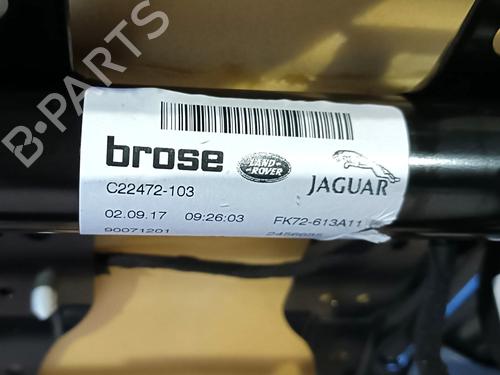 B-PARTS
brose
LAND-
ROVER
JAGUAR
C22472-103
02.09.17 09:26:03 FK72-613A11
90071201